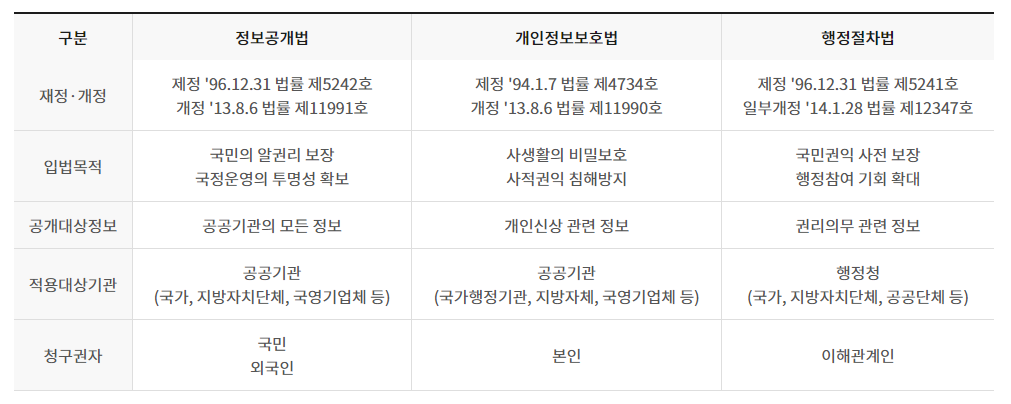 구분 정보공개법 개인정보보호법 행정절차법
재정·개정
제정 '96.12.31 법률 제5242호
개정 '13.8.6 법률 제11991호
제정 '94.1.7 법률 제4734호
개정 '13.8.6 법률 제11990호
제정 '96.12.31 법률 제5241호
일부개정 '14.1.28 법률 제12347호
입법목적
국민의 알권리 보장
국정운영의 투명성 확보
사생활의 비밀보호
사적권익 침해방지
국민권익 사전 보장
행정참여 기회 확대
공개대상정보 공공기관의 모든 정보 개인신상 관련 정보 권리의무 관련 정보
적용대상기관
공공기관
(국가, 지방자치단체, 국영기업체 등)
공공기관
(국가행정기관, 지방자체, 국영기업체 등)
행정청
(국가, 지방자치단체, 공공단체 등)
청구권자
국민
외국인
본인
이해관계인